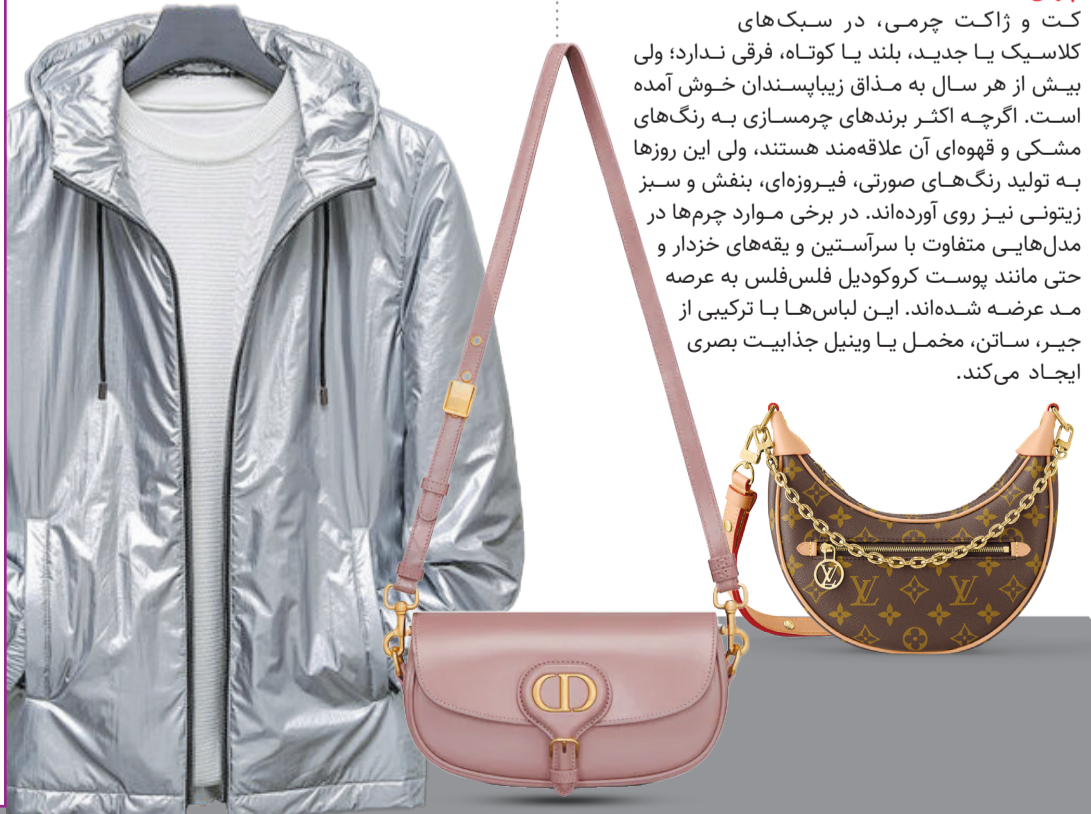 کت و ژاکت چرمی، در سبک‌های
کلاسیک یا جدید، بلند یا کوتاه، فرقی ندارد؛ ولی
بیش از هر سال به مذاق زیباپسندان خوش آمده
است. اگرچه اکثر برندهای چرمسازی به رنگ‌های
مشکی و قهوه‌ای آن علاقه‌مند هستند، ولی این روزها
به تولید رنگ‌های صورتی، فیروزه‌ای، بنفش و سبز
زیتونی نیز روی آورده‌اند. در برخی موارد چرم‌ها در
مدل‌هایی متفاوت با سرآستین و یقه‌های خزدار و
حتی مانند پوست کروکودیل فلس‌فلس به عرصه
مد عرضه شده‌اند. این لباس‌ها با ترکیبی از
جیر، ساتن، مخمل یا وینیل جذابیت بصری
ایجاد می‌کند.
CD
LV
LV
LV